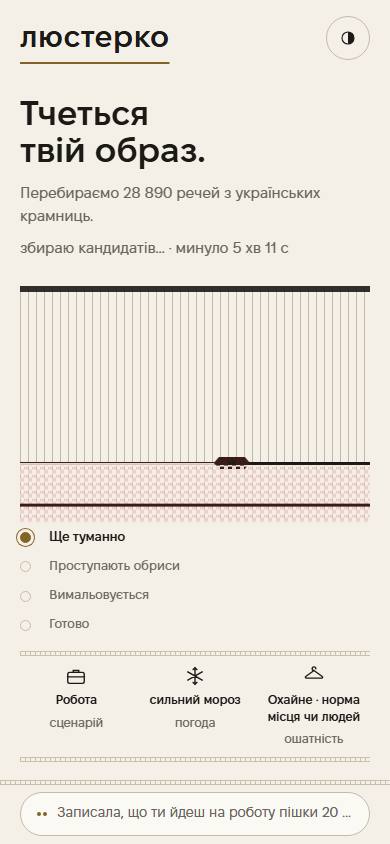 люстерко
Тчеться
твій образ.
Перебираємо 28 890 речей з українських
крамниць.
збираю кандидатів... · минуло 5 хв 11 с
Ще туманно
Проступають обриси
Вимальовується
Готово
Робота
сценарій
сильний мороз
погода
Охайне · норма
місця чи людей
ошатність
Записала, що ти йдеш на роботу пішки 20 ...